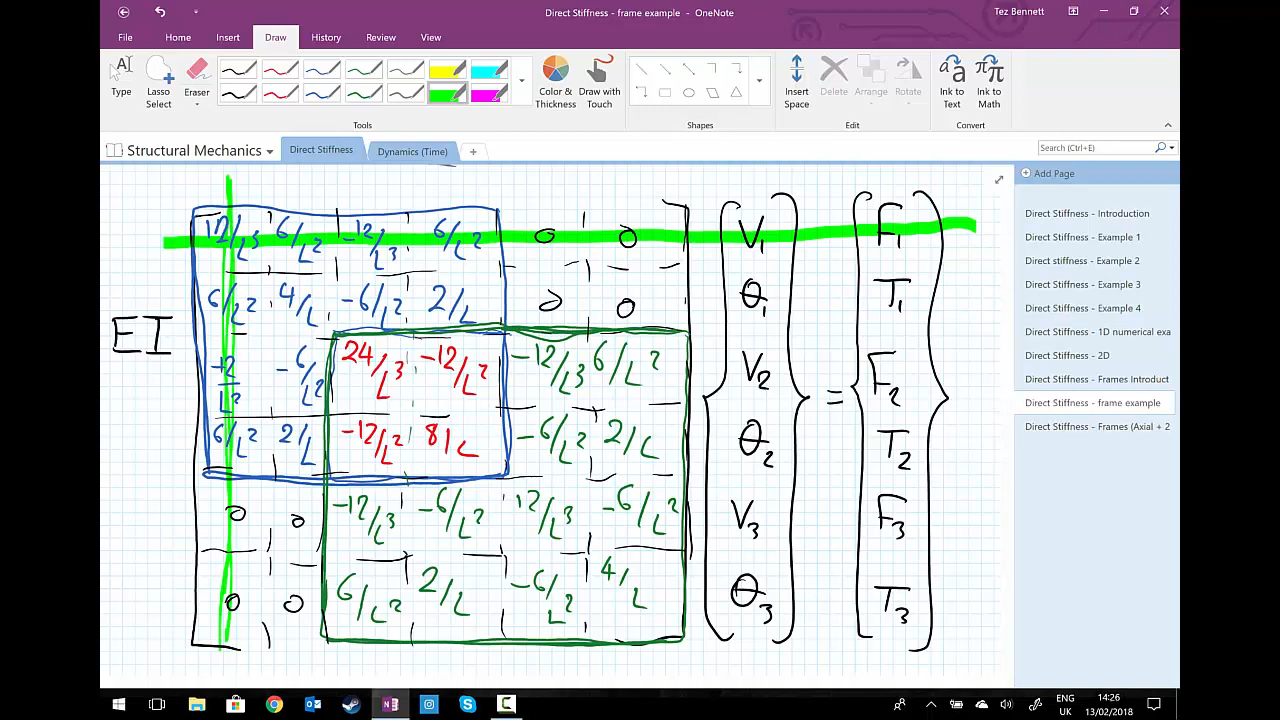 Direct Stiffness - frame example - OneNote
Tez Bennett
File Home Insert Draw History Review View
Type
Lasso Select
Eraser
Color & Thickness
Draw with Touch
Insert Space
Delete
Arrange
Rotate
Ink to Text
Ink to Math
Tools
Shapes
Edit
Convert
Structural Mechanics
Direct Stiffness
Dynamics (Time)
Search (Ctrl+E)
Add Page
Direct Stiffness - Introduction
Direct Stiffness - Example 1
Direct stiffness - Example 2
Direct Stiffness - Example 3
Direct Stiffness - Example 4
Direct Stiffness - 1D numerical exa
Direct Stiffness - 2D
Direct Stiffness - Frames Introduct
Direct Stiffness - frame example
Direct Stiffness - Frames (Axial + 2
12/L³ 6/L² -12/L³ 6/L² 0 0 V₁ F₁
6/L² 4/L -6/L² 2/L 0 0 θ₁ T₁
EI
-12/L² -6/L² 24/L³ -12/L² -12/L³ 6/L² V₂ = F₂
6/L² 2/L -12/L² 8/L -6/L² 2/L θ₂ T₂
0 0 -12/L³ -6/L² 12/L³ -6/L² V₃ F₃
0 0 6/L² 2/L -6/L² 4/L θ₃ T₃
ENG
UK
14:26
13/02/2018